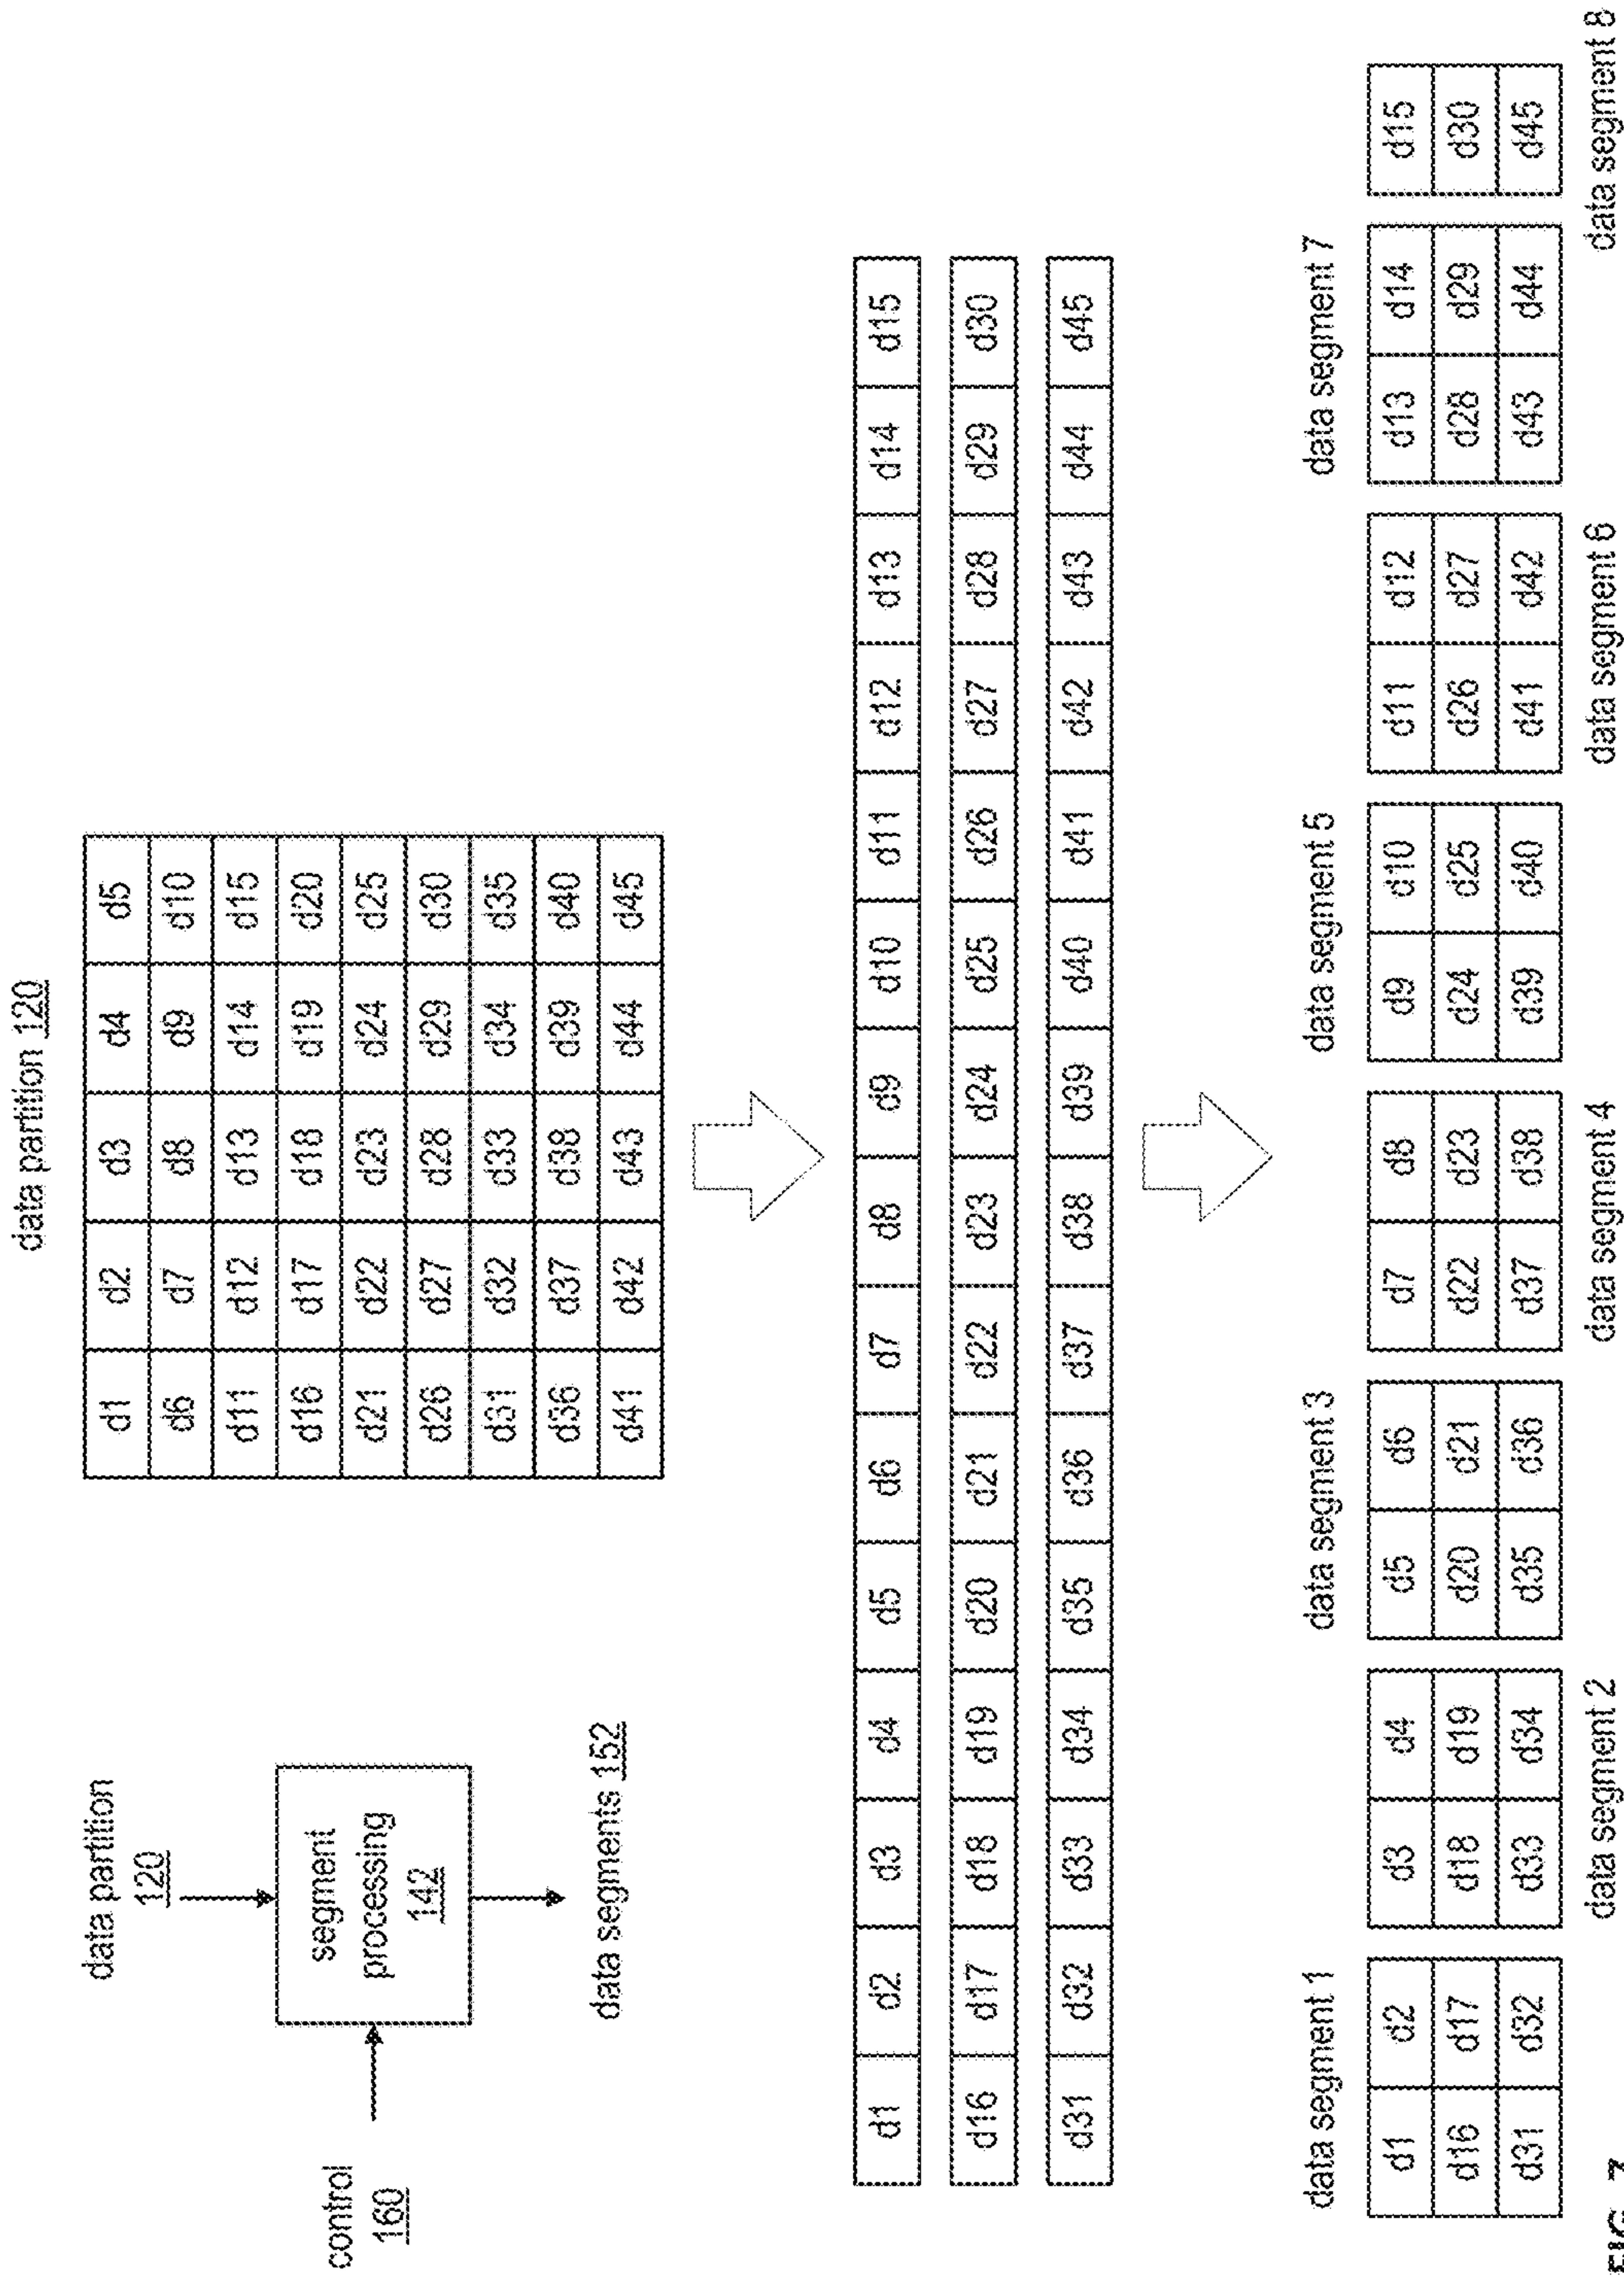 data partition
120
control
160
segment
processing
142
data segments 152
data partition 120
d1 d2 d3 d4 d5
d6 d7 d8 d9 d10
d11 d12 d13 d14 d15
d16 d17 d18 d19 d20
d21 d22 d23 d24 d25
d26 d27 d28 d29 d30
d31 d32 d33 d34 d35
d36 d37 d38 d39 d40
d41 d42 d43 d44 d45
d1 d2 d3 d4 d5 d6 d7 d8 d9 d10 d11 d12 d13 d14 d15
d16 d17 d18 d19 d20 d21 d22 d23 d24 d25 d26 d27 d28 d29 d30
d31 d32 d33 d34 d35 d36 d37 d38 d39 d40 d41 d42 d43 d44 d45
data segment 1 data segment 3 data segment 5 data segment 7
d1 d2 d3 d4 d5 d6 d7 d8 d9 d10 d11 d12 d13 d14 d15
d16 d17 d18 d19 d20 d21 d22 d23 d24 d25 d26 d27 d28 d29 d30
d31 d32 d33 d34 d35 d36 d37 d38 d39 d40 d41 d42 d43 d44 d45
data segment 2 data segment 4 data segment 6 data segment 8
FIG. 7